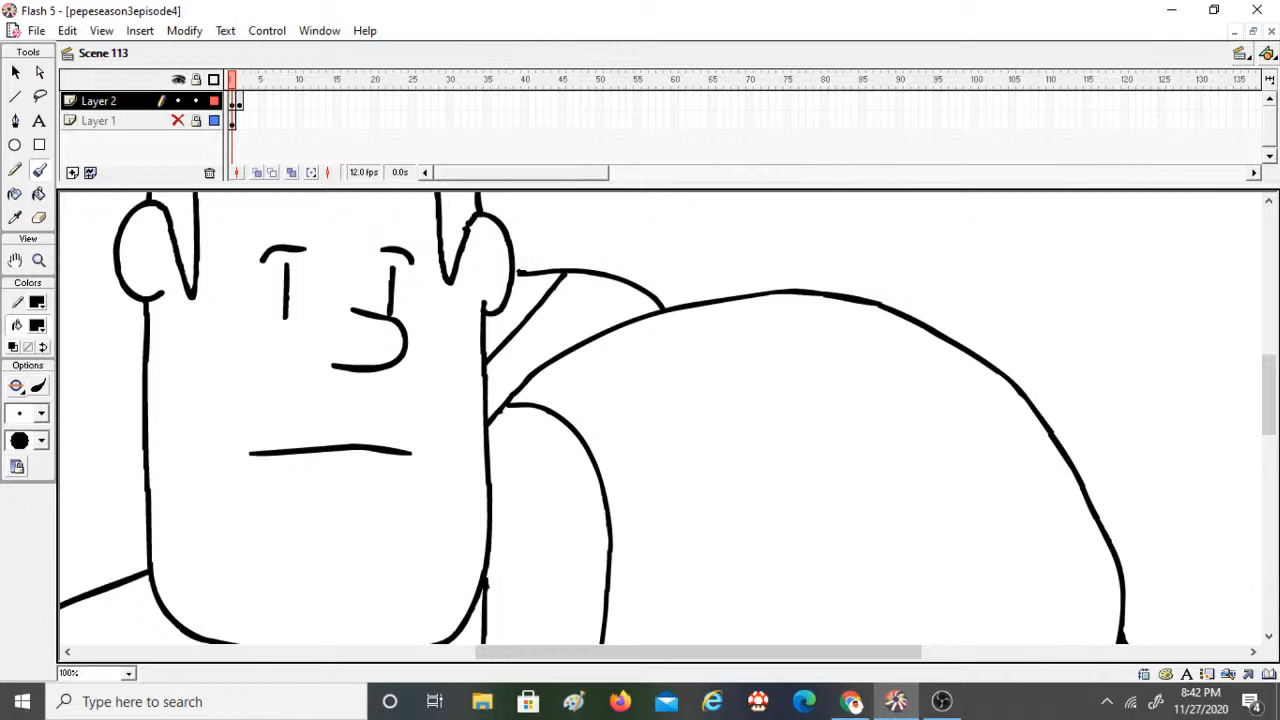 Flash 5 - [pepeseason3episode4]
File Edit View Insert Modify Text Control Window Help
Tools
Scene 113
5 10 15 20 25 30 35 40 45 50 55 60 65 70 75 80 85 90 95 100 105 110 115 120 125 130 135
Layer 2
Layer 1
12.0 fps 0.0s
View
Colors
Options
100%
Type here to search
8:42 PM
11/27/2020
4